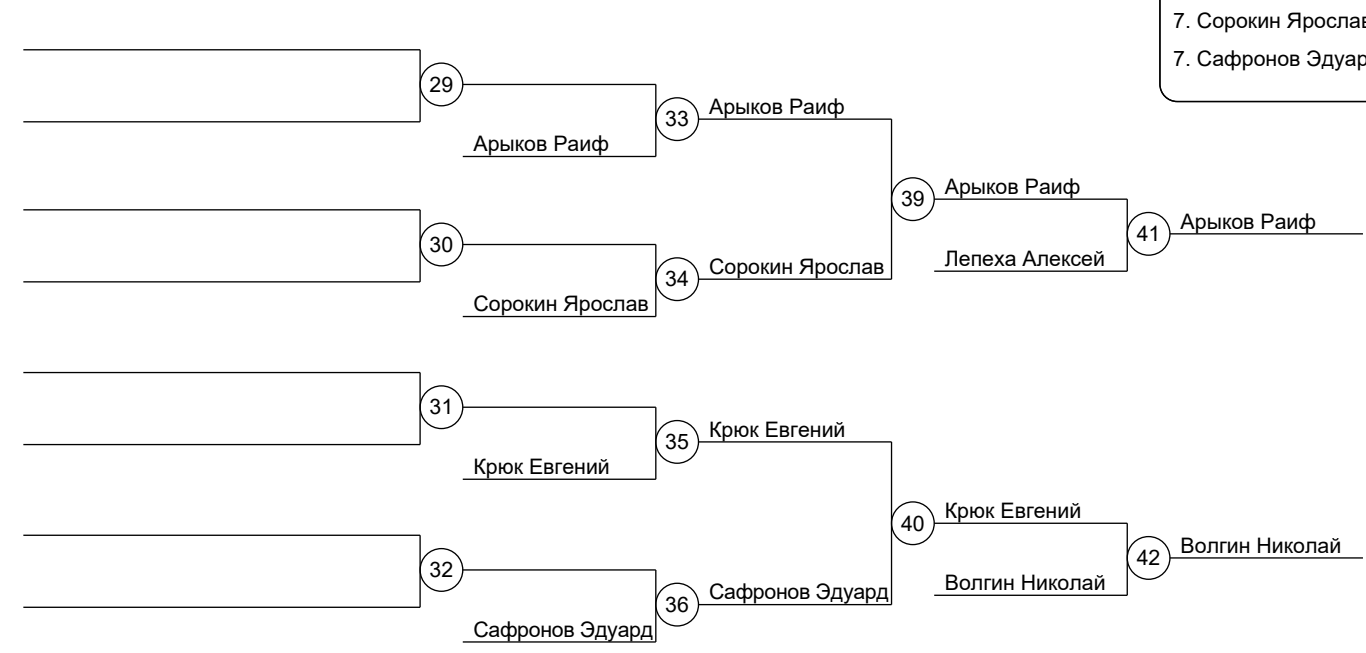 7. Сорокин Ярослав
7. Сафронов Эдуар
29
33
Арыков Раиф
Арыков Раиф
39
Арыков Раиф
41
Арыков Раиф
30
34
Сорокин Ярослав
Лепеха Алексей
Сорокин Ярослав
31
35
Крюк Евгений
Крюк Евгений
40
Крюк Евгений
42
Волгин Николай
32
36
Сафронов Эдуард
Волгин Николай
Сафронов Эдуард